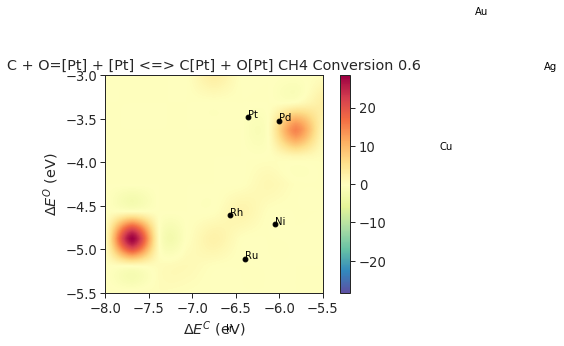 Au
C + O=[Pt] + [Pt] <=> C[Pt] + O[Pt] CH4 Conversion 0.6
Ag
−3.0
−3.5
−4.0
−4.5
−5.0
−5.5
ΔE^O (eV)
Pt
Pd
Rh
Ni
Ru
Cu
20
10
0
−10
−20
−8.0 −7.5 −7.0 −6.5 −6.0 −5.5
ΔE^C (eV)
Ir